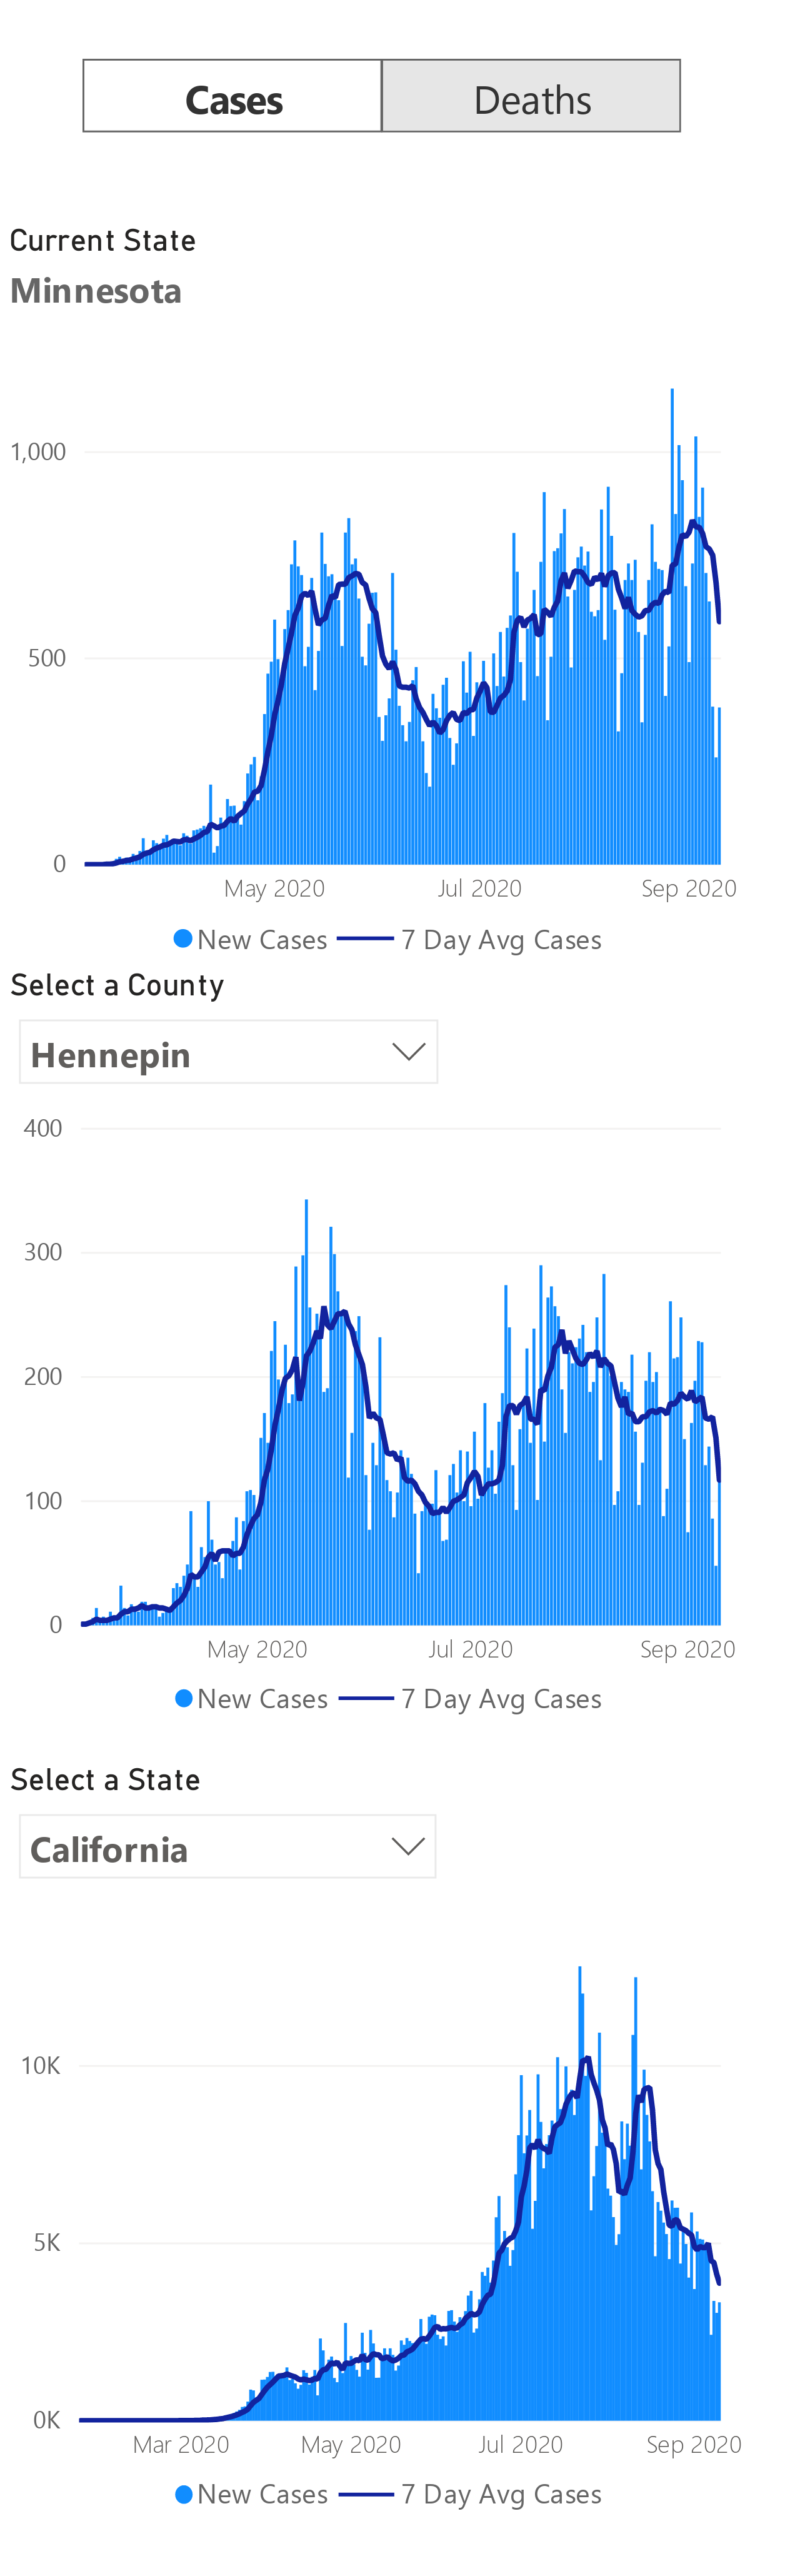 Cases Deaths
Current State
Minnesota
1,000
500
0
May 2020 Jul 2020 Sep 2020
New Cases 7 Day Avg Cases
Select a County
Hennepin
400
300
200
100
0
May 2020 Jul 2020 Sep 2020
New Cases 7 Day Avg Cases
Select a State
California
10K
5K
0K
Mar 2020 May 2020 Jul 2020 Sep 2020
New Cases 7 Day Avg Cases